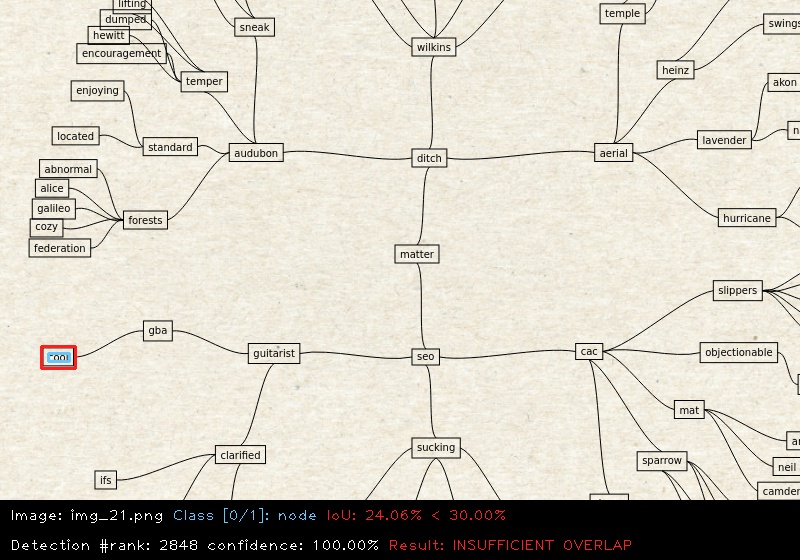 lifting
dumped
hewitt
encouragement
sneak
wilkins
temple
swings
heinz
temper
enjoying
akon
located
standard
audubon
ditch
aerial
lavender
abnormal
alice
galileo
cozy
federation
forests
hurricane
matter
slippers
gba
guitarist
seo
cac
objectionable
mat
clarified
sucking
sparrow
neil
camden
ifs
Image: img_21.png Class [0/1]: node IoU: 24.06% < 30.00%
Detection #rank: 2848 confidence: 100.00% Result: INSUFFICIENT OVERLAP